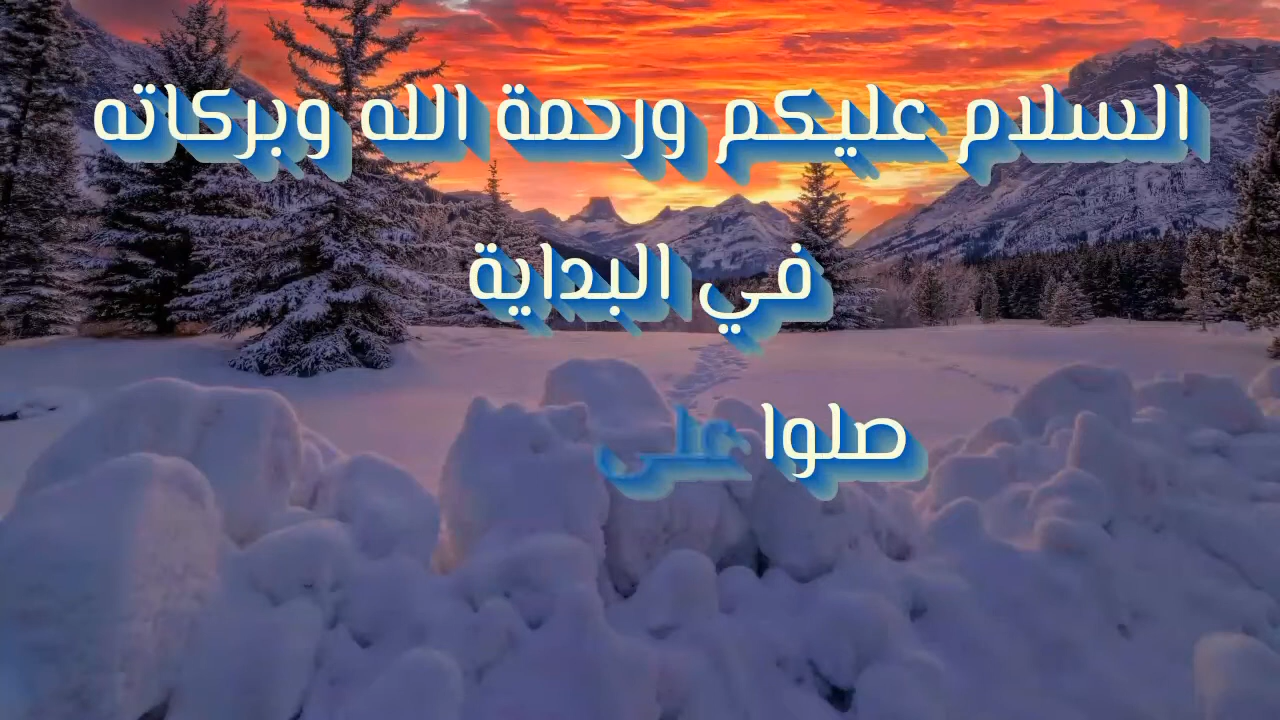 السلام عليكم ورحمة الله وبركاته
في البداية
صلوا على